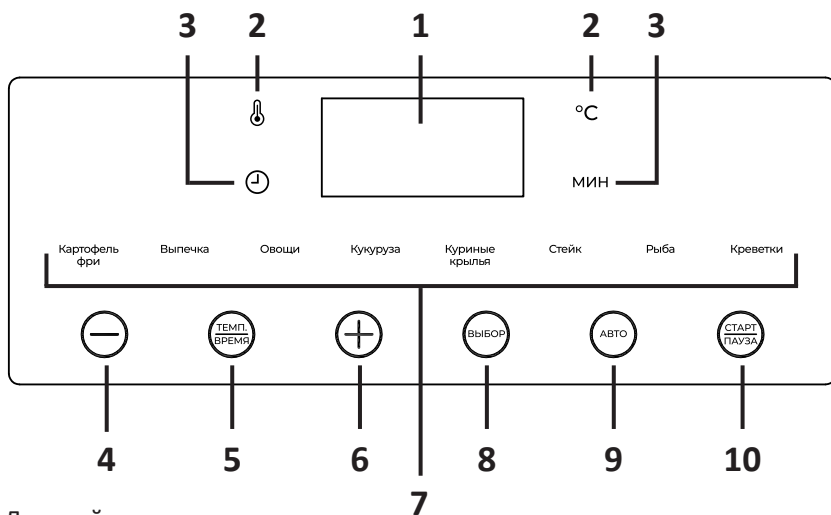 3 2 1 2 3
°C
МИН
Картофель фри Выпечка Овощи Кукуруза Куриные крылья Стейк Рыба Креветки
ТЕМП. ВРЕМЯ ВЫБОР АВТО СТАРТ ПАУЗА
4 5 6 8 9 10
7